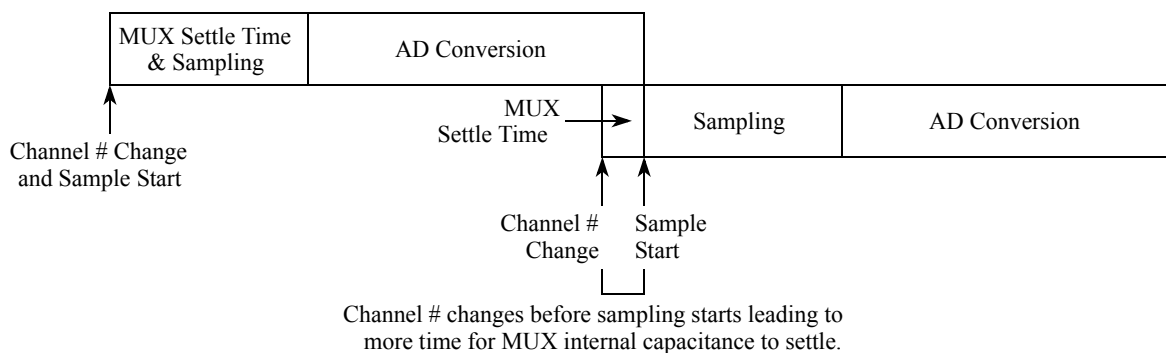 MUX Settle Time
& Sampling
AD Conversion
Channel # Change
and Sample Start
MUX
Settle Time
Sampling
AD Conversion
Channel #
Change
Sample
Start
Channel # changes before sampling starts leading to
more time for MUX internal capacitance to settle.